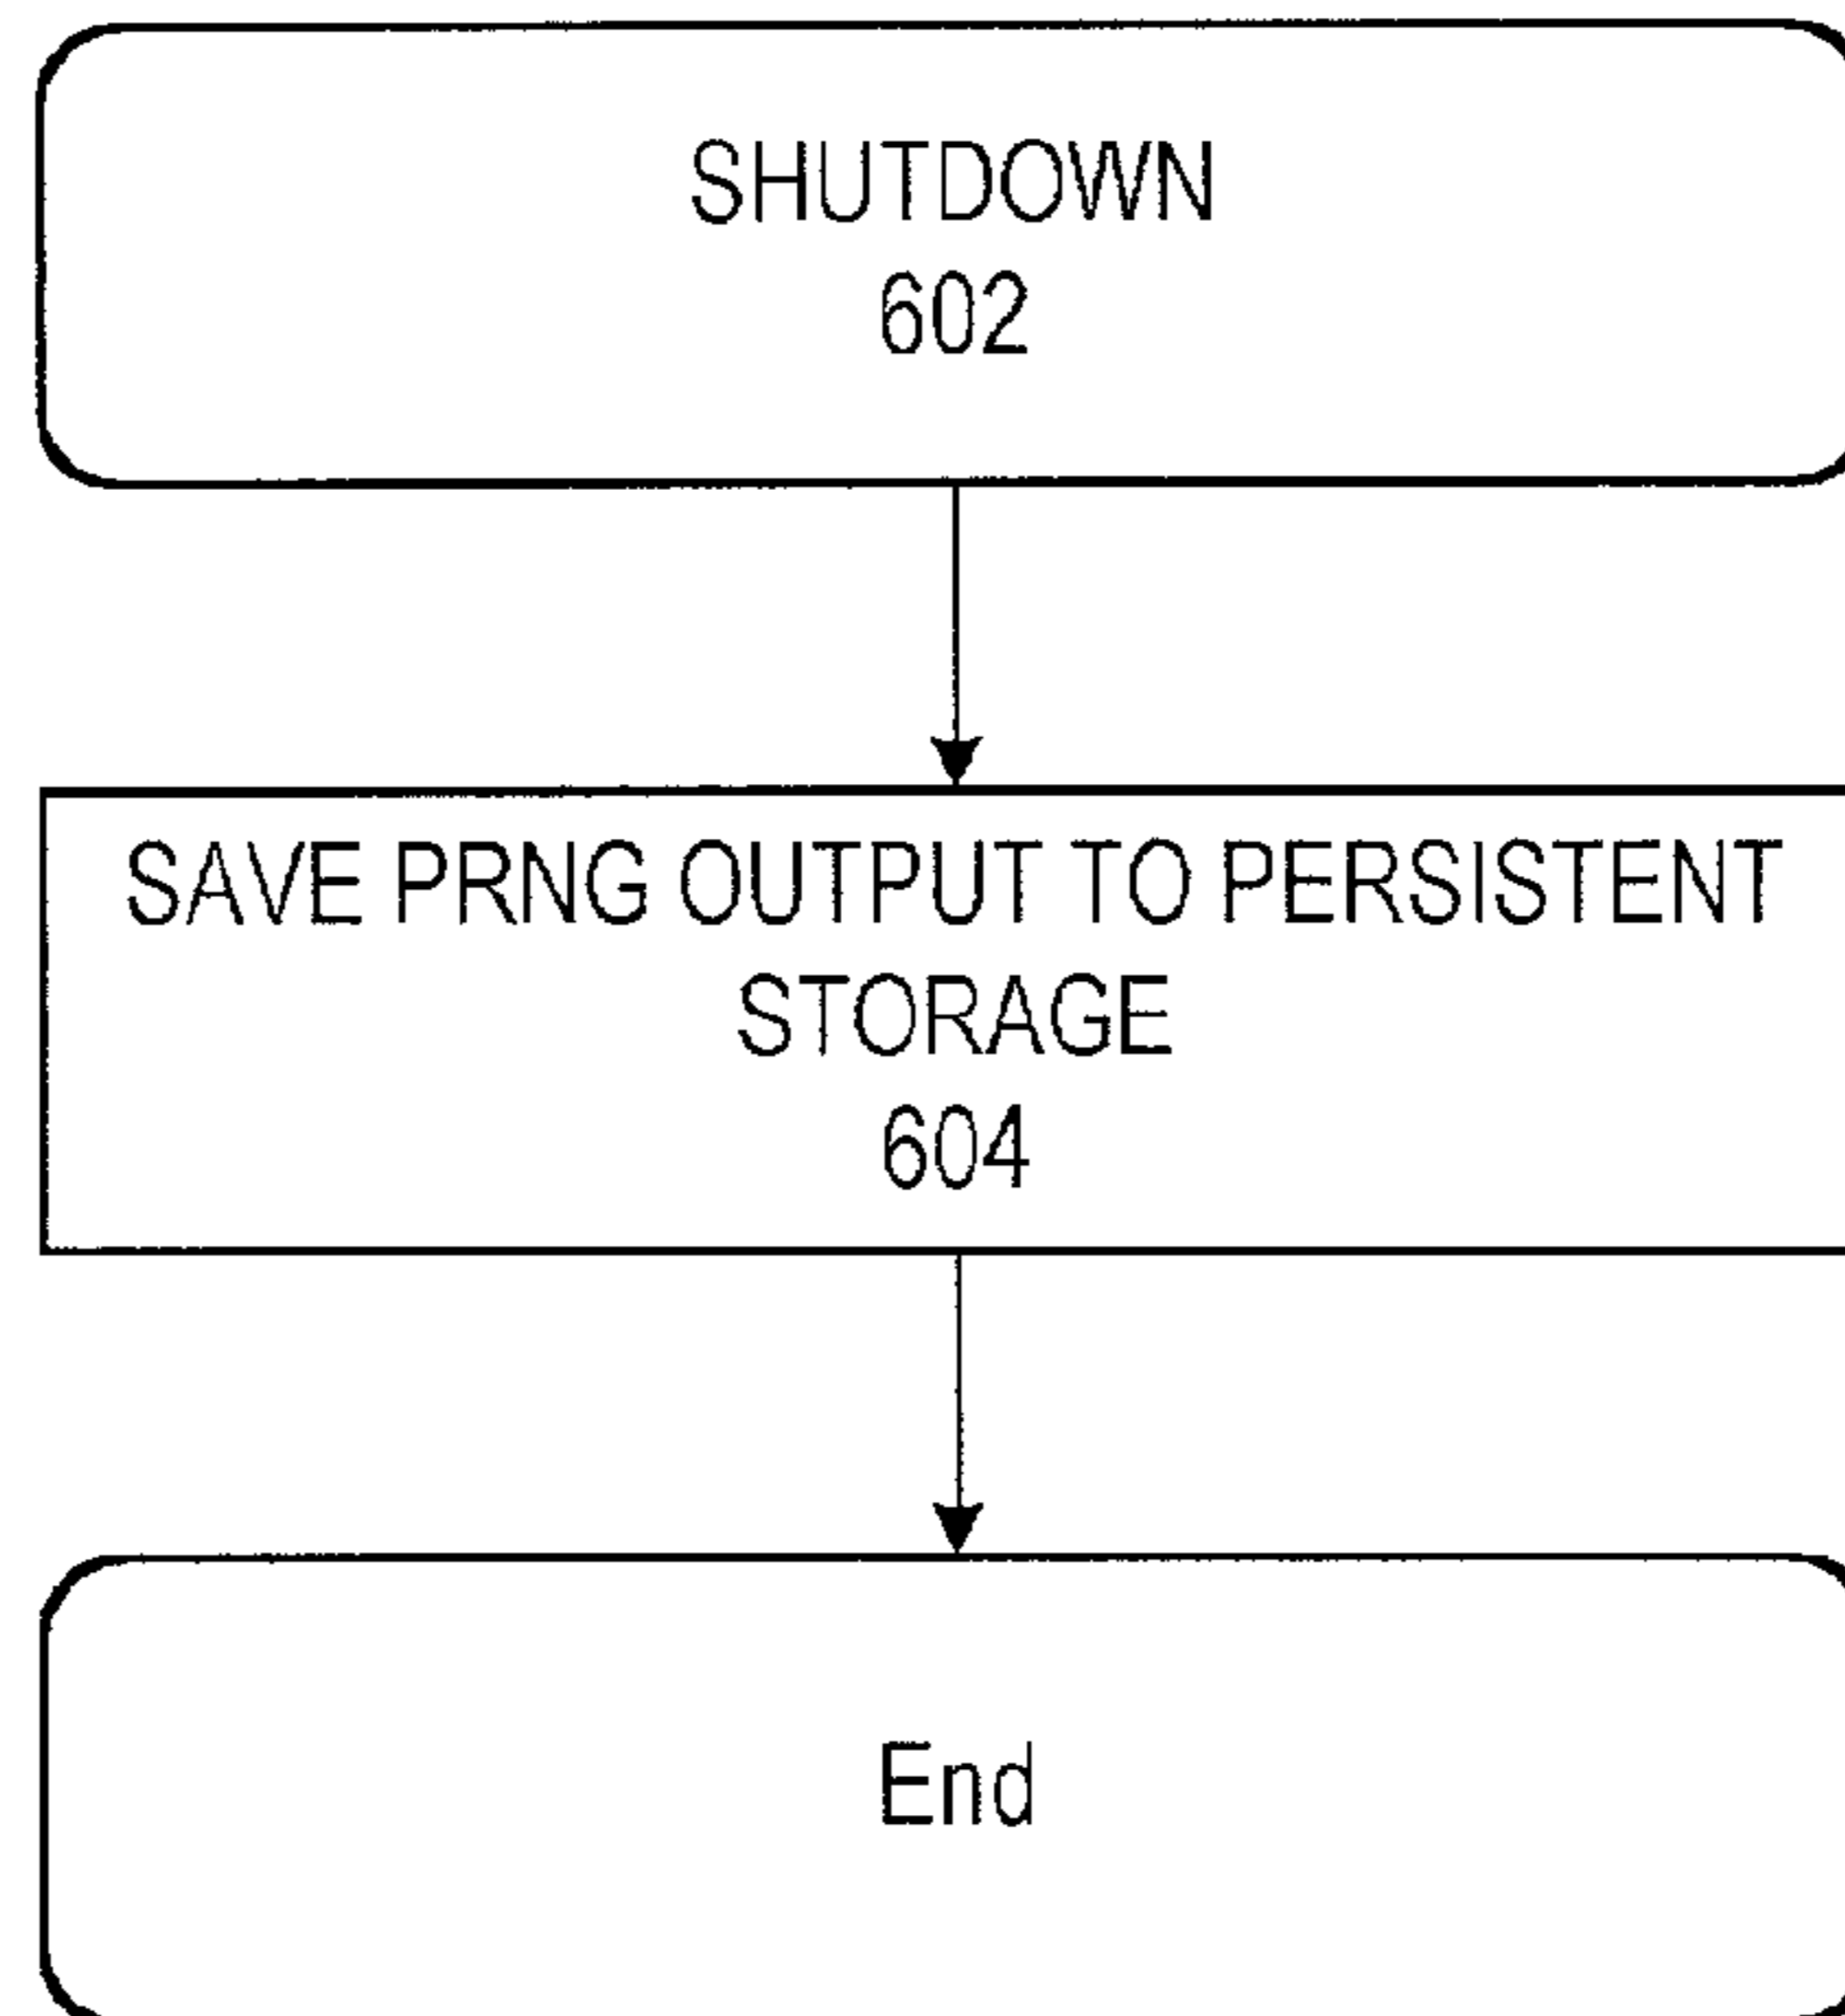 SHUTDOWN
602
SAVE PRNG OUTPUT TO PERSISTENT
STORAGE
604
End